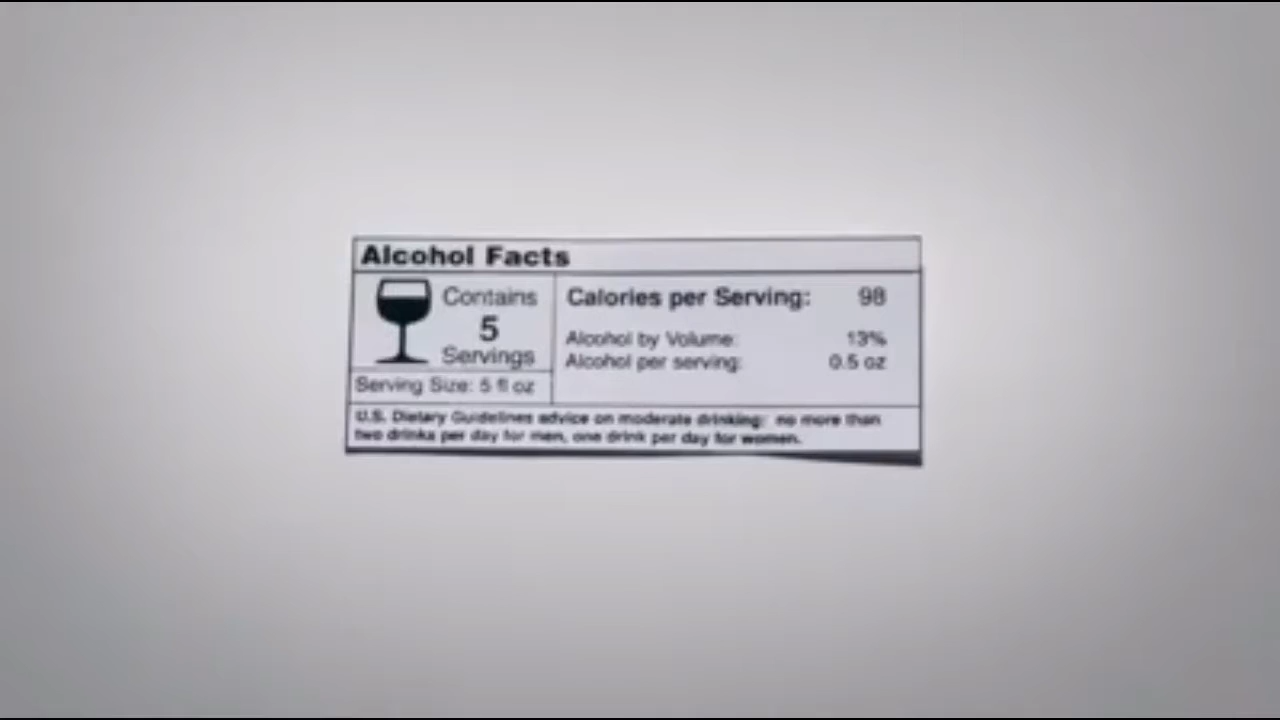 Alcohol Facts
Contains
5
Servings
Serving Size: 5 fl oz
Calories per Serving: 98
Alcohol by Volume: 13%
Alcohol per serving: 0.5 oz
U.S. Dietary Guidelines advice on moderate drinking: no more than
two drinks per day for men, one drink per day for women.